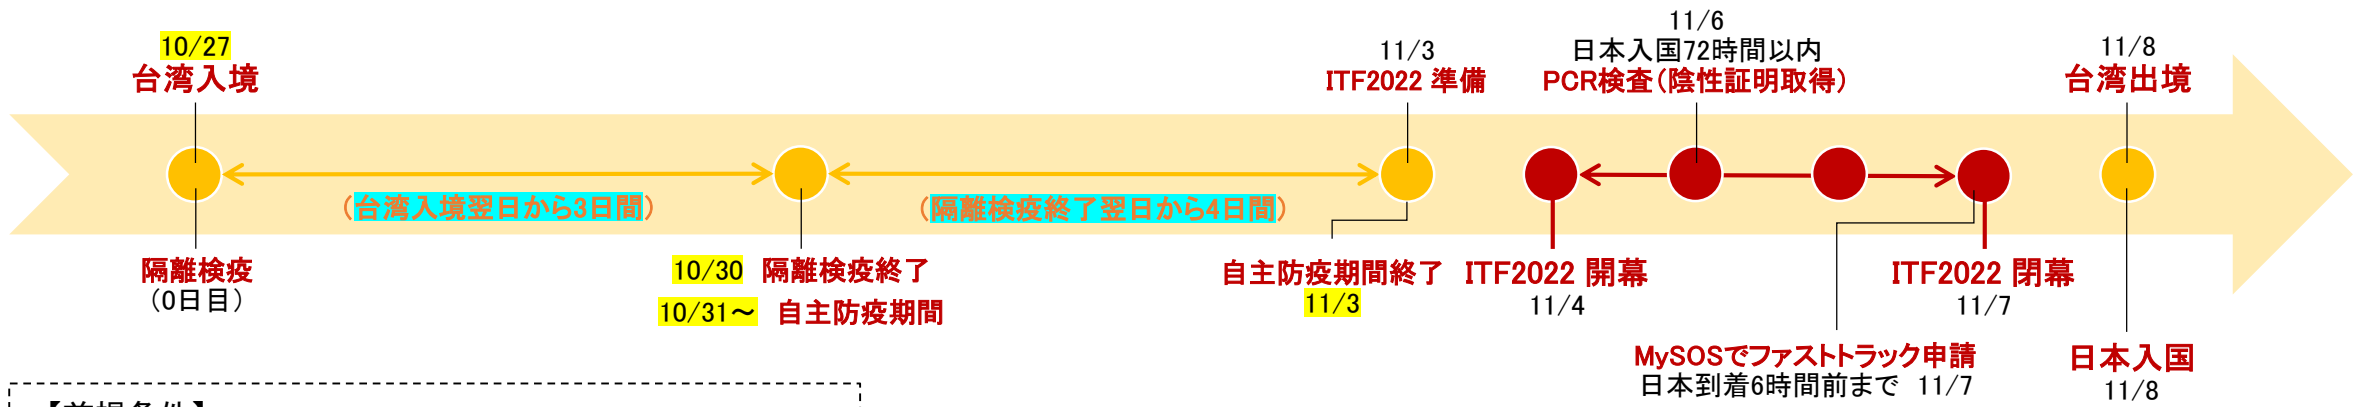 10/27
台湾入境
11/3
ITF2022 準備
11/6
日本入国72時間以内
PCR検査(陰性証明取得)
11/8
台湾出境
(台湾入境翌日から3日間)
(隔離検疫終了翌日から4日間)
隔離検疫
(0日目)
10/30 隔離検疫終了
10/31～ 自主防疫期間
自主防疫期間終了
11/3
ITF2022 開幕
11/4
ITF2022 閉幕
11/7
MySOSでファストトラック申請
日本到着6時間前まで 11/7
日本入国
11/8